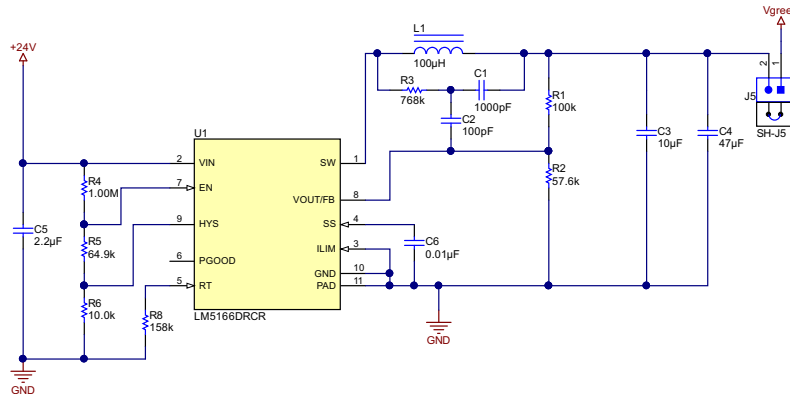 Vgree
+24V
L1
100µH
2
1
R3
768k
C1
1000pF
R1
100k
J5
SH-J5
C2
100pF
U1
C3
10µF
C4
47µF
2
VIN
SW
1
R4
1.00M
7
EN
R2
57.6k
VOUT/FB
8
9
HYS
SS
4
C5
2.2µF
R5
64.9k
C6
0.01µF
ILIM
3
6
PGOOD
GND
10
5
RT
PAD
11
R6
10.0k
R8
158k
LM5166DRCR
GND
GND